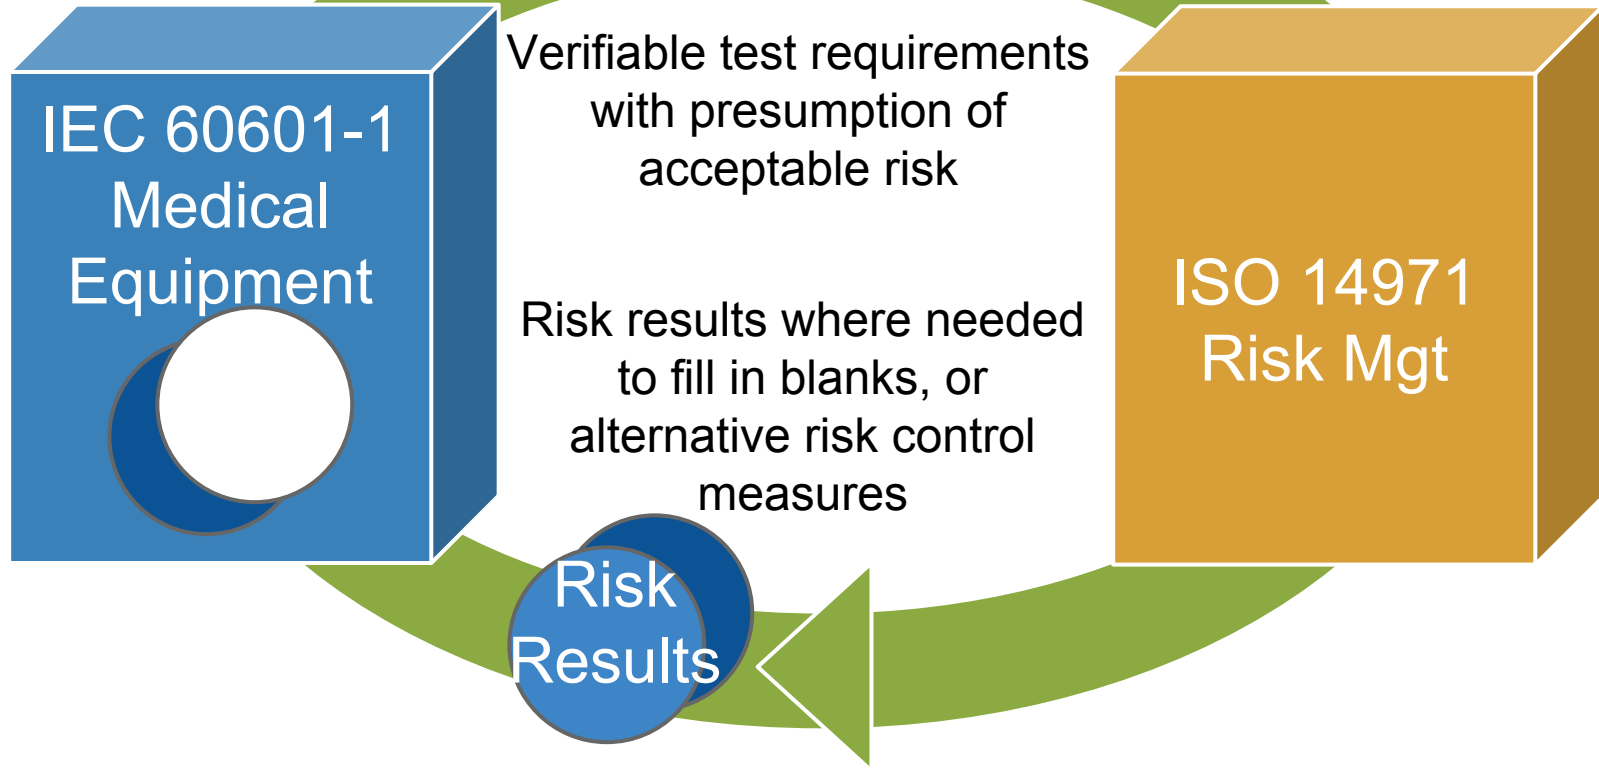 IEC 60601-1
Medical
Equipment
Verifiable test requirements
with presumption of
acceptable risk
Risk results where needed
to fill in blanks, or
alternative risk control
measures
ISO 14971
Risk Mgt
Risk
Results